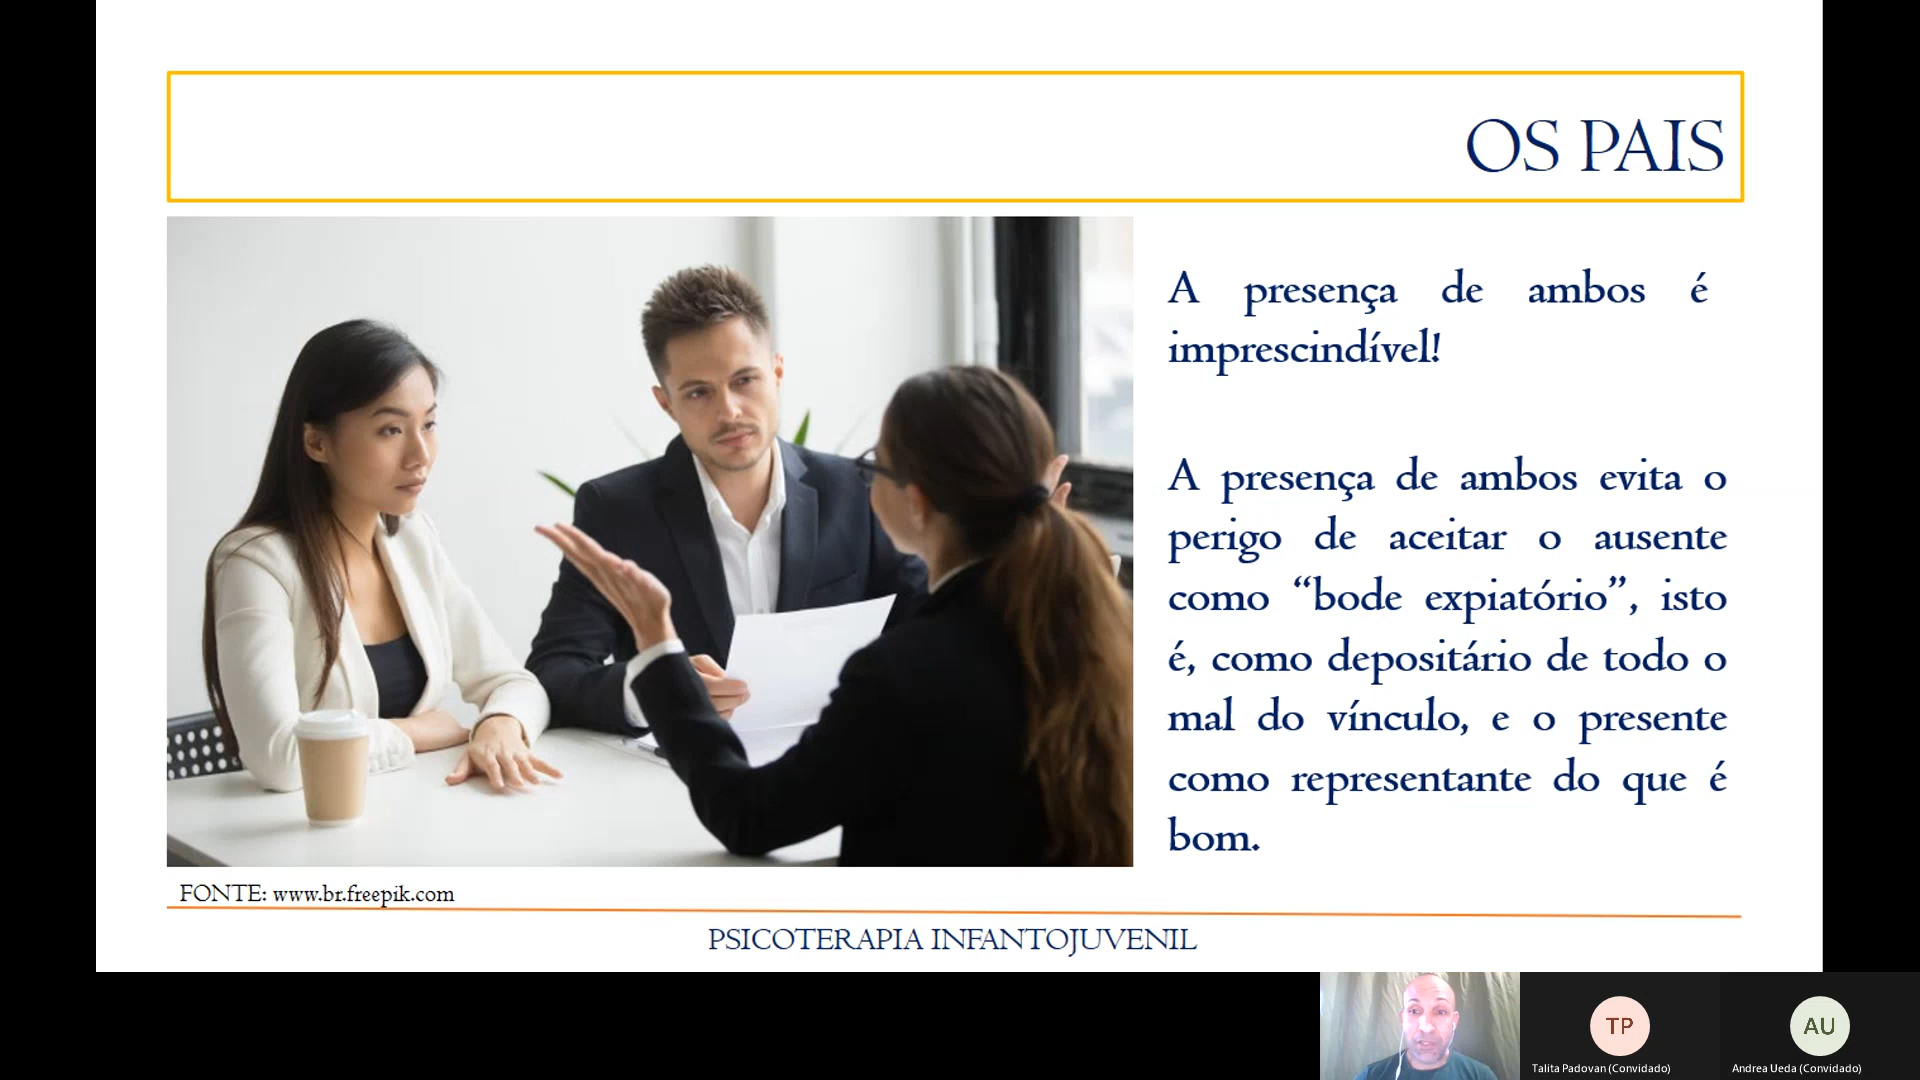 OS PAIS
A presença de ambos é
imprescindível!
A presença de ambos evita o
perigo de aceitar o ausente
como “bode expiatório”, isto
é, como depositário de todo o
mal do vínculo, e o presente
como representante do que é
bom.
FONTE: www.br.freepik.com
PSICOTERAPIA INFANTOJUVENIL
TP
AU
Talita Padovan (Convidado)
Andrea Ueda (Convidado)